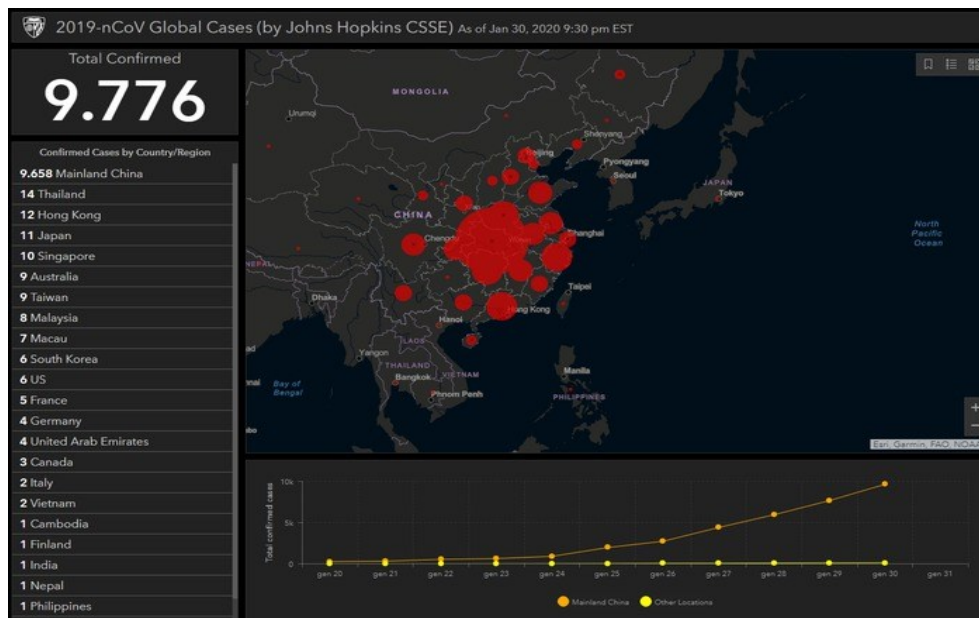 2019-nCoV Global Cases (by Johns Hopkins CSSE) As of Jan 30, 2020 9:30 pm EST
Total Confirmed
9.776
Confirmed Cases by Country/Region
9.658 Mainland China
14 Thailand
12 Hong Kong
11 Japan
10 Singapore
9 Australia
9 Taiwan
8 Malaysia
7 Macau
6 South Korea
6 US
5 France
4 Germany
4 United Arab Emirates
3 Canada
2 Italy
2 Vietnam
1 Cambodia
1 Finland
1 India
1 Nepal
1 Philippines
MONGOLIA
Urumqi
Shenyang
Beijing
Pyongyang
Seoul
JAPAN
Tokyo
CHINA
Chengdu
Shanghai
North
Pacific
Ocean
NEPAL
Taipei
Dhaka
Hong Kong
Hanoi
LAOS
Yangon
THAILAND
VIETNAM
Bangkok
Manila
Bay of
Bengal
Phnom Penh
PHILIPPINES
+
−
Esri, Garmin, FAO, NOAA
Total confirmed cases
10k
5k
0
gen 20
gen 21
gen 22
gen 23
gen 24
gen 25
gen 26
gen 27
gen 28
gen 29
gen 30
gen 31
Mainland China
Other Locations